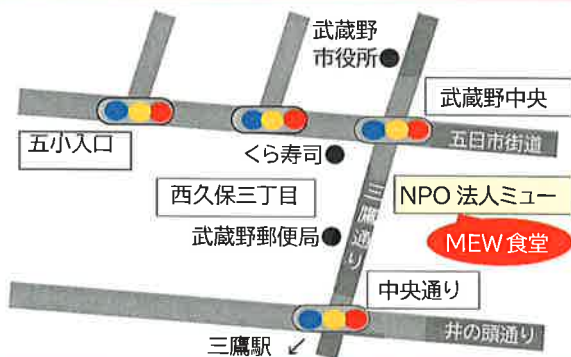 武蔵野
市役所
武蔵野中央
五日市街道
五小入口
くら寿司
西久保三丁目
NPO 法人ミュー
三鷹通り
武蔵野郵便局
MEW 食堂
中央通り
井の頭通り
三鷹駅 ↙